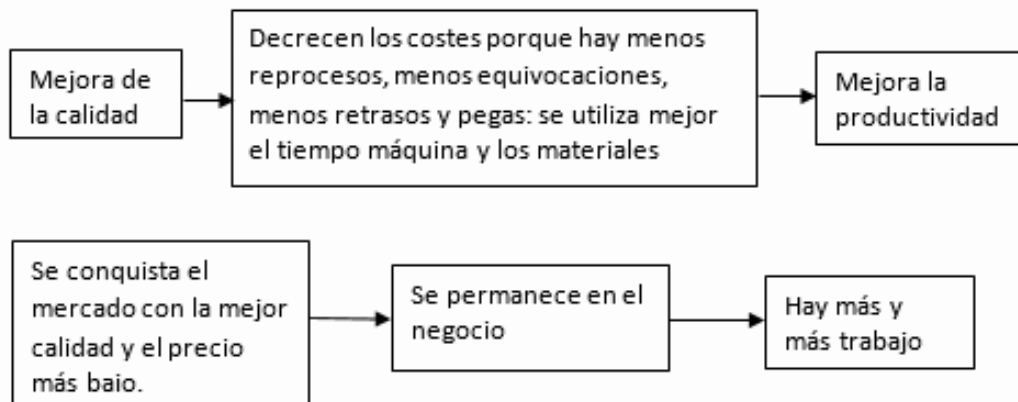 Mejora de
la calidad
Decrecen los costes porque hay menos
reprocesos, menos equivocaciones,
menos retrasos y pegas: se utiliza mejor
el tiempo máquina y los materiales
Mejora la
productividad
Se conquista el
mercado con la mejor
calidad y el precio
más bajo.
Se permanece en el
negocio
Hay más y
más trabajo